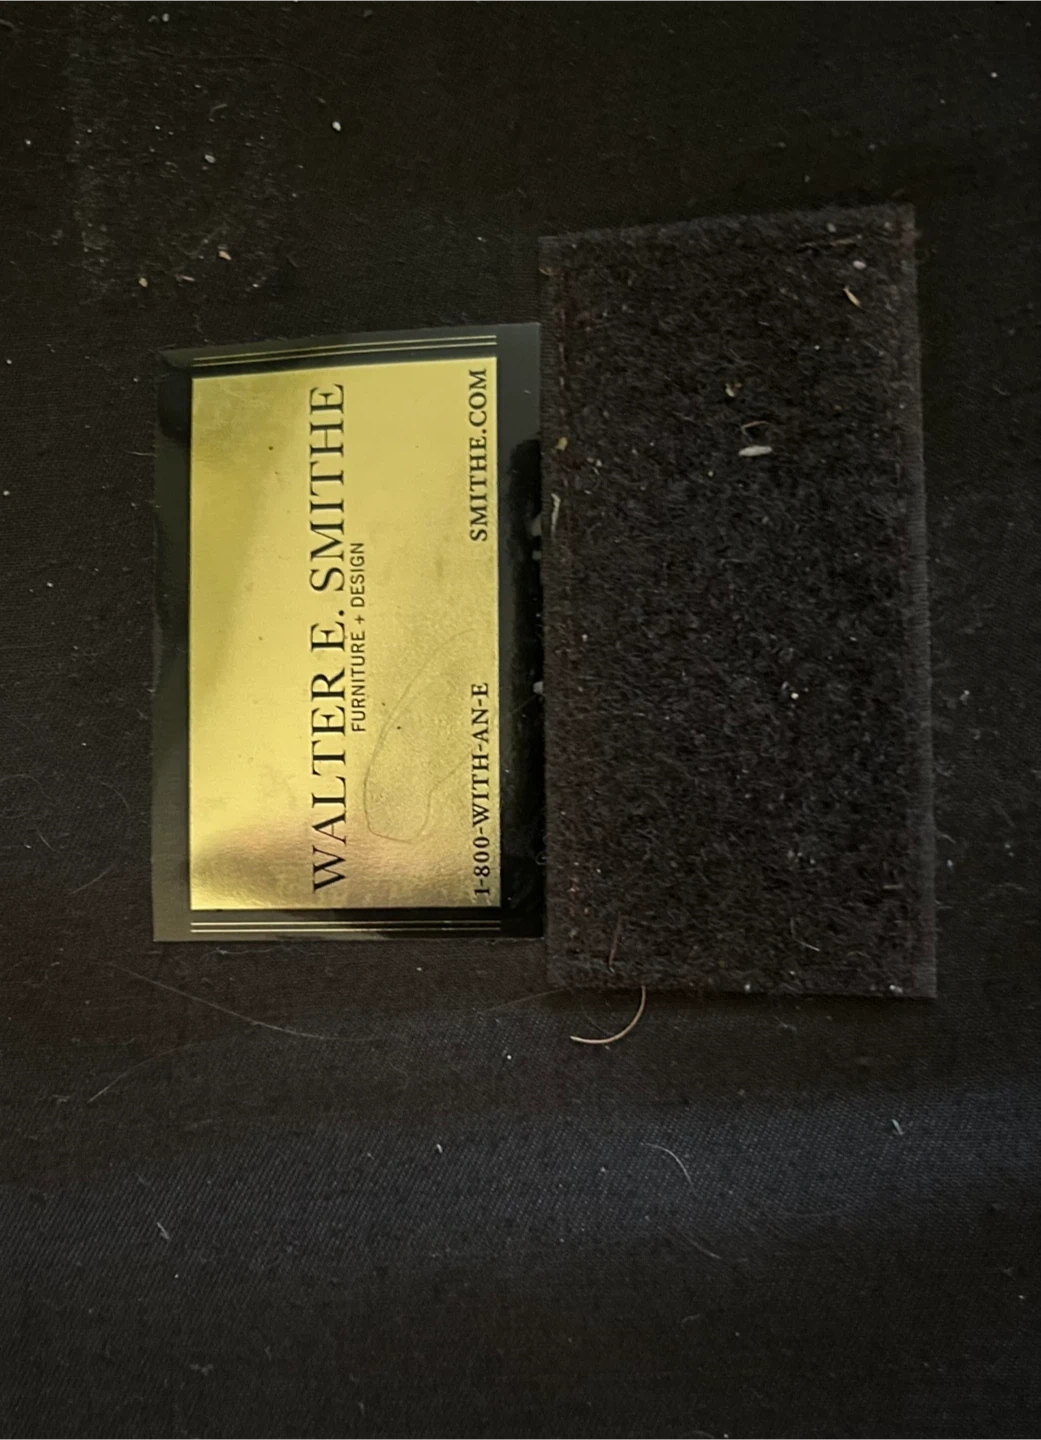 WALTER E. SMITHE
FURNITURE + DESIGN
1-800-WITH-AN-E SMITHE.COM